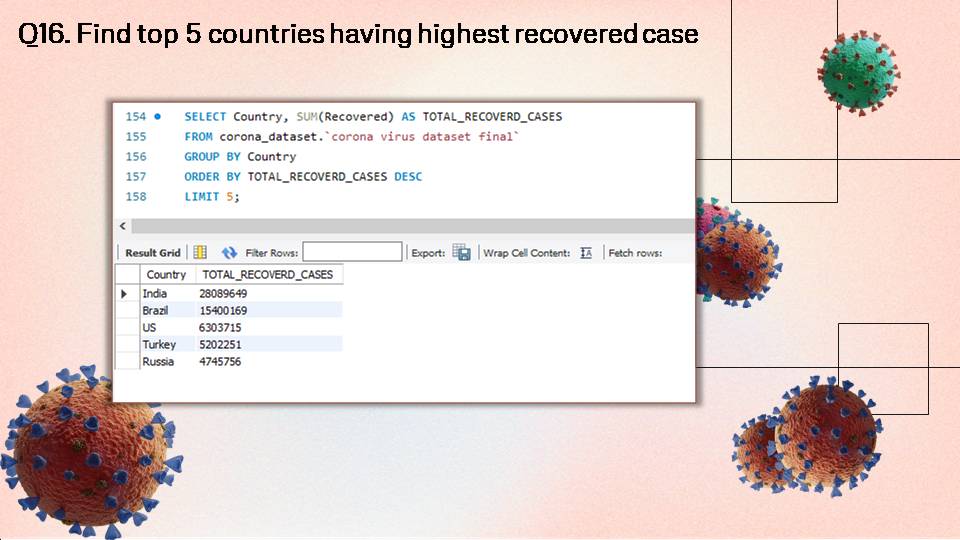 Q16. Find top 5 countries having highest recovered case
154 SELECT Country, SUM(Recovered) AS TOTAL_RECOVERD_CASES
155 FROM corona_dataset.`corona virus dataset final`
156 GROUP BY Country
157 ORDER BY TOTAL_RECOVERD_CASES DESC
158 LIMIT 5;
Result Grid Filter Rows: Export: Wrap Cell Content: Fetch rows:
Country TOTAL_RECOVERD_CASES
India 28089649
Brazil 15400169
US 6303715
Turkey 5202251
Russia 4745756